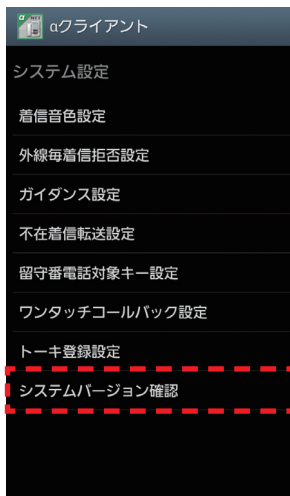 αクライアント
システム設定
着信音色設定
外線毎着信拒否設定
ガイダンス設定
不在着信転送設定
留守番電話対象キー設定
ワンタッチコールバック設定
トーキ登録設定
システムバージョン確認